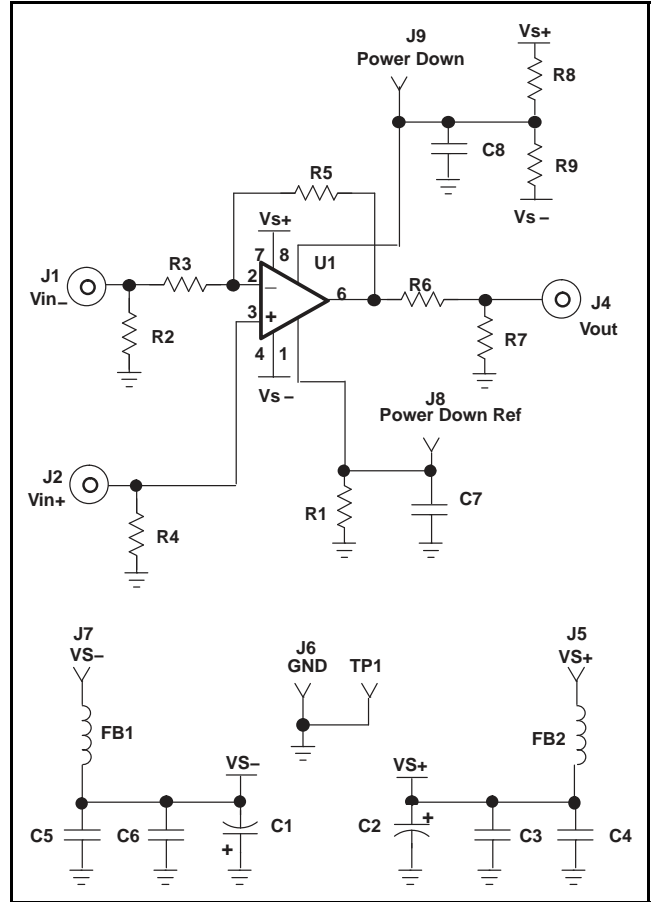 J9
Power Down
Vs+
R8
C8
R9
Vs–
R5
Vs+
7 8
U1
J1
Vin–
R3
2
–
6
R6
J4
Vout
R2
3
+
R7
4 1
Vs–
J8
Power Down Ref
J2
Vin+
R4
R1
C7
J7
VS–
J6
GND
TP1
J5
VS+
FB1
FB2
VS–
VS+
C5
C6
C1
+
C2
+
C3
C4